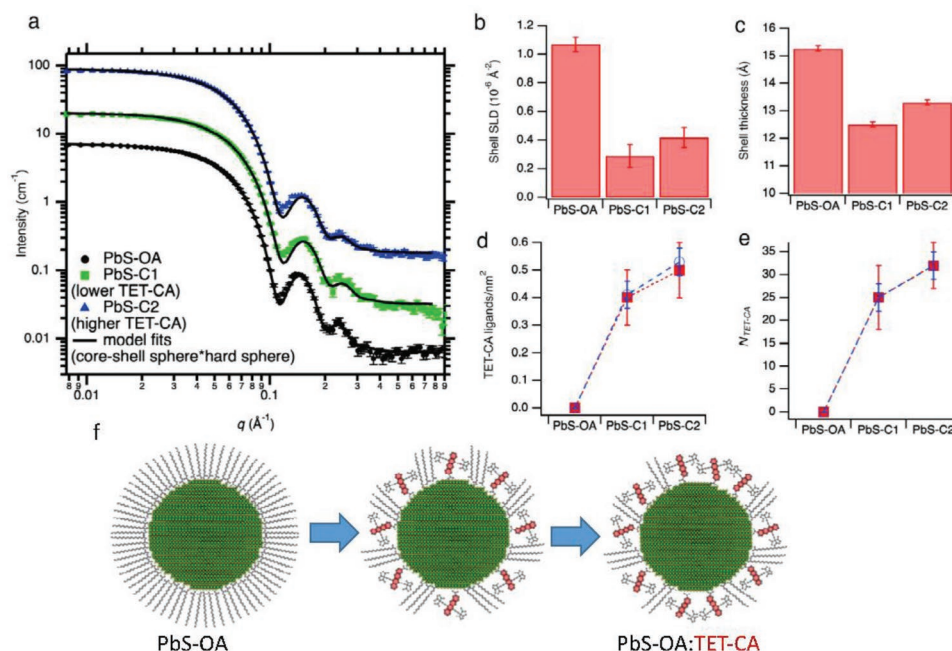 a
100
10
1
0.1
0.01
Intensity (cm⁻¹)
PbS-OA
PbS-C1
(lower TET-CA)
PbS-C2
(higher TET-CA)
model fits
(core-shell sphere*hard sphere)
8 9 2 3 4 5 6 7 8 9 2 3 4 5 6 7 8 9
0.01 0.1
q (Å⁻¹)
b
Shell SLD (10⁻⁶ Å⁻²)
1.2
1.0
0.8
0.6
0.4
0.2
0
PbS-OA PbS-C1 PbS-C2
c
Shell thickness (Å)
16
15
14
13
12
11
10
PbS-OA PbS-C1 PbS-C2
d
TET-CA ligands/nm²
0.6
0.5
0.4
0.3
0.2
0.1
0.0
PbS-OA PbS-C1 PbS-C2
e
N_TET-CA
35
30
25
20
15
10
5
0
PbS-OA PbS-C1 PbS-C2
f
PbS-OA
PbS-OA:TET-CA